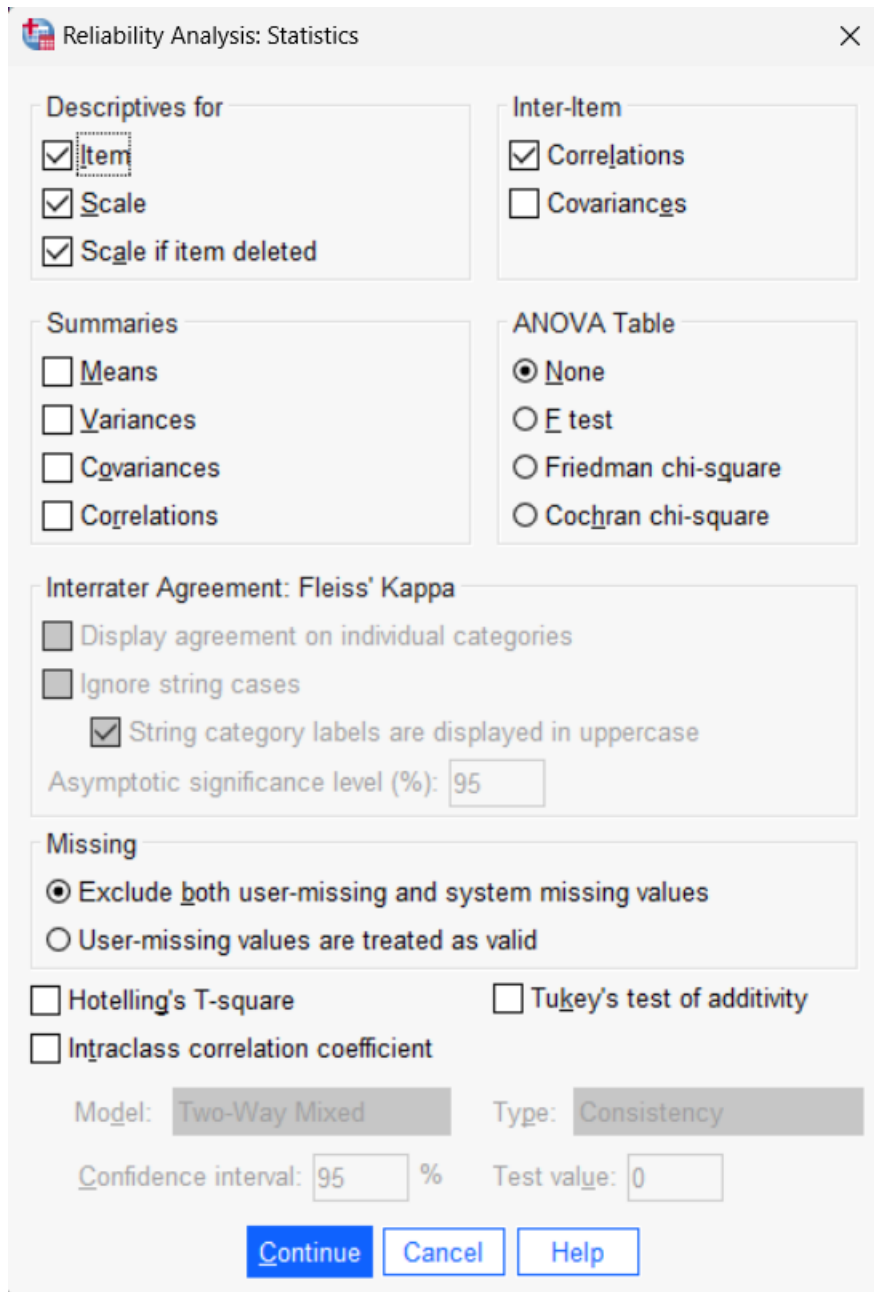 Reliability Analysis: Statistics
Descriptives for
Item
Scale
Scale if item deleted
Inter-Item
Correlations
Covariances
Summaries
Means
Variances
Covariances
Correlations
ANOVA Table
None
F test
Friedman chi-square
Cochran chi-square
Interrater Agreement: Fleiss' Kappa
Display agreement on individual categories
Ignore string cases
String category labels are displayed in uppercase
Asymptotic significance level (%): 95
Missing
Exclude both user-missing and system missing values
User-missing values are treated as valid
Hotelling's T-square
Tukey's test of additivity
Intraclass correlation coefficient
Model: Two-Way Mixed
Type: Consistency
Confidence interval: 95 %
Test value: 0
Continue
Cancel
Help